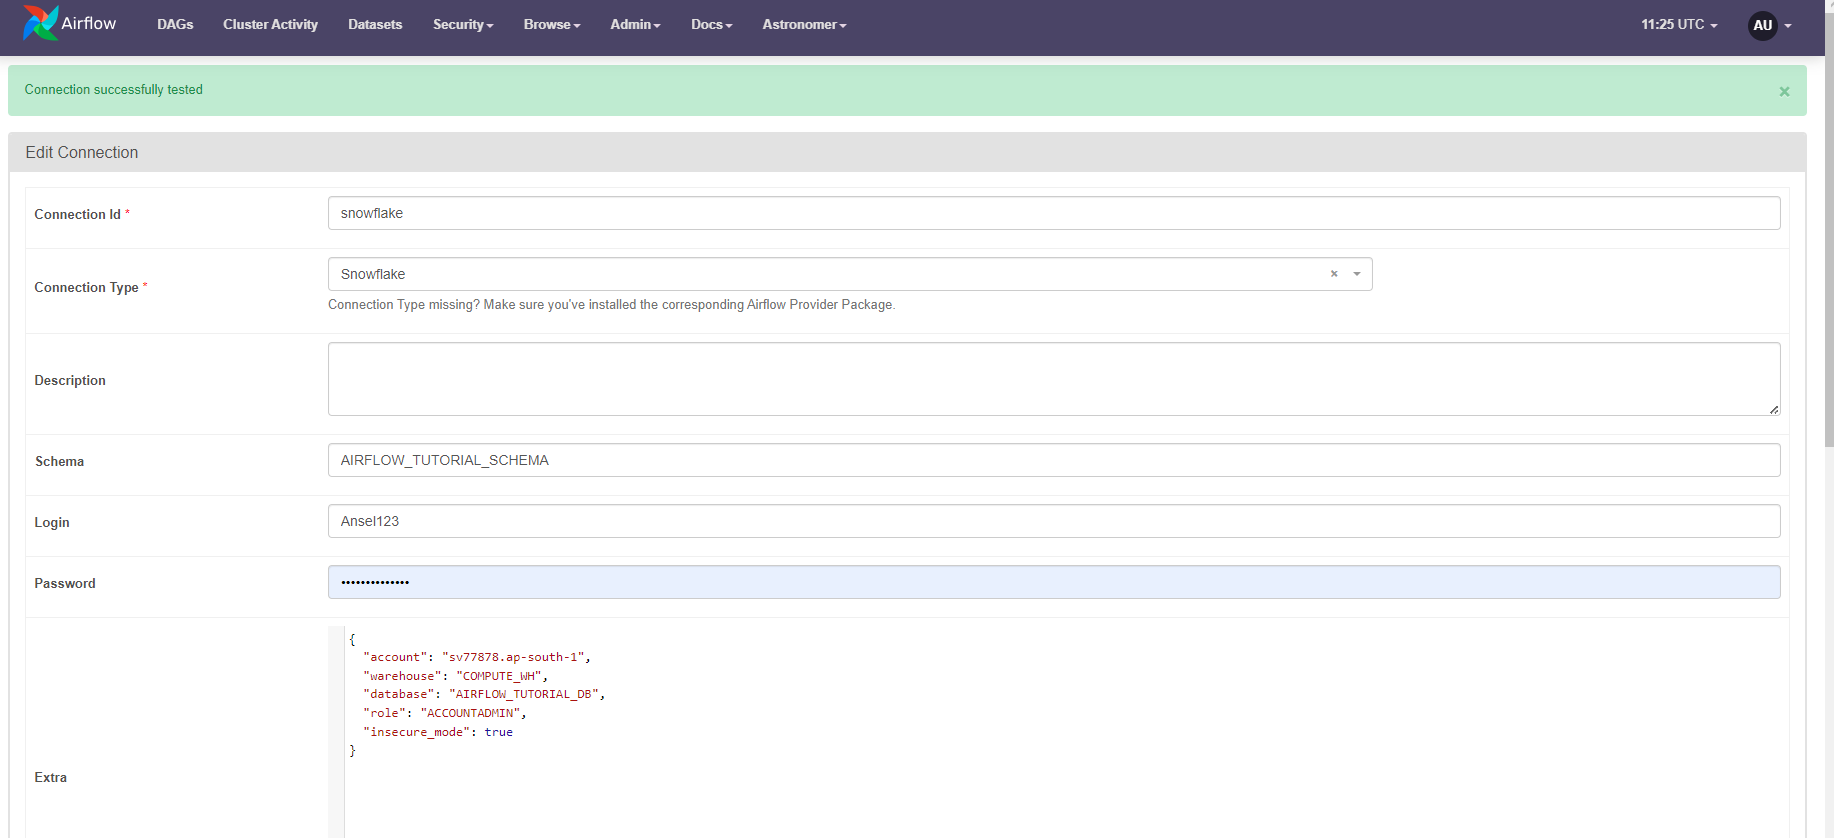 Airflow DAGs Cluster Activity Datasets Security Browse Admin Docs Astronomer 11:25 UTC AU
Connection successfully tested ×
Edit Connection
Connection Id * snowflake
Connection Type * Snowflake ×
Connection Type missing? Make sure you've installed the corresponding Airflow Provider Package.
Description
Schema AIRFLOW_TUTORIAL_SCHEMA
Login Ansel123
Password ••••••••••••••
{
"account": "sv77878.ap-south-1",
"warehouse": "COMPUTE_WH",
"database": "AIRFLOW_TUTORIAL_DB",
"role": "ACCOUNTADMIN",
"insecure_mode": true
}
Extra